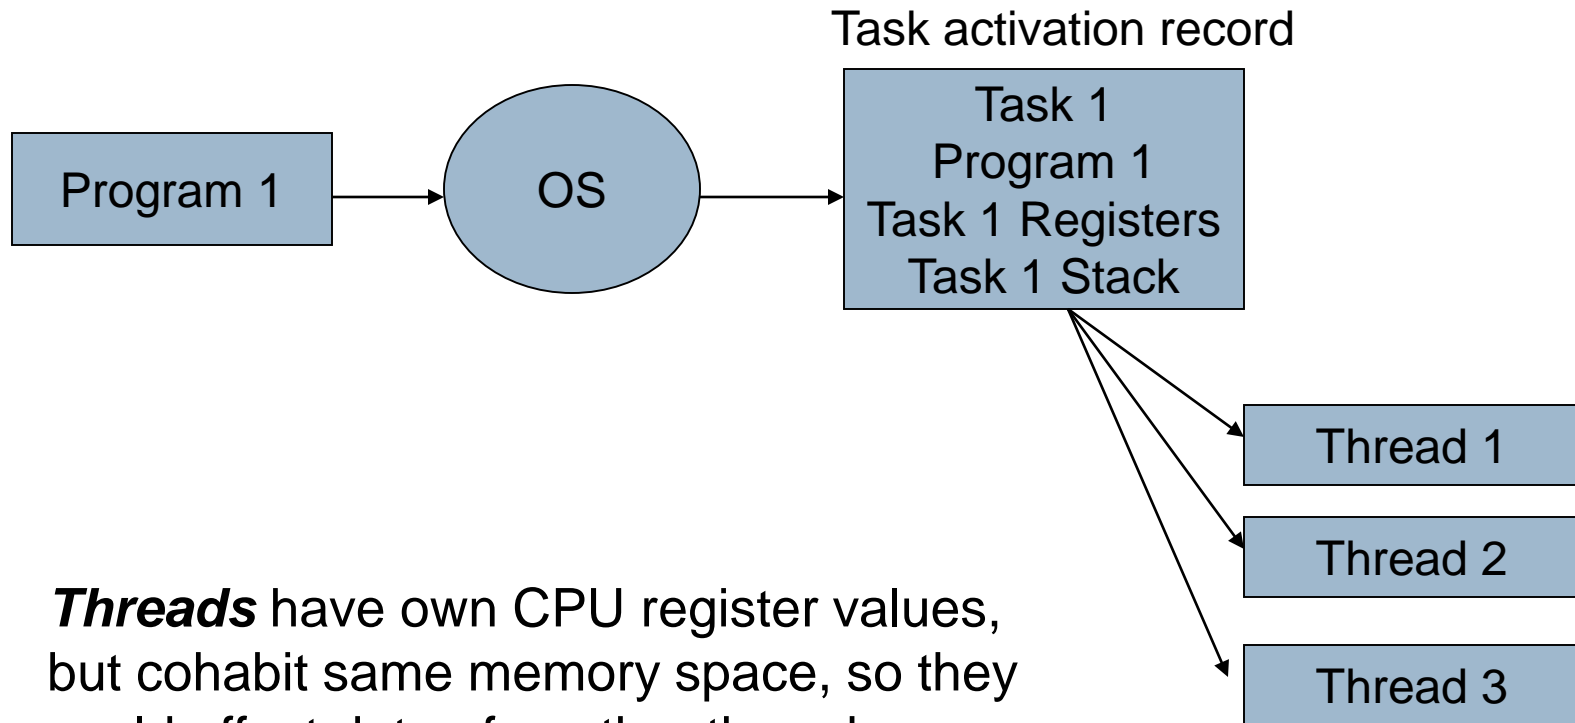 Task activation record
Program 1
OS
Task 1
Program 1
Task 1 Registers
Task 1 Stack
Thread 1
Thread 2
Thread 3
Threads have own CPU register values,
but cohabit same memory space, so they